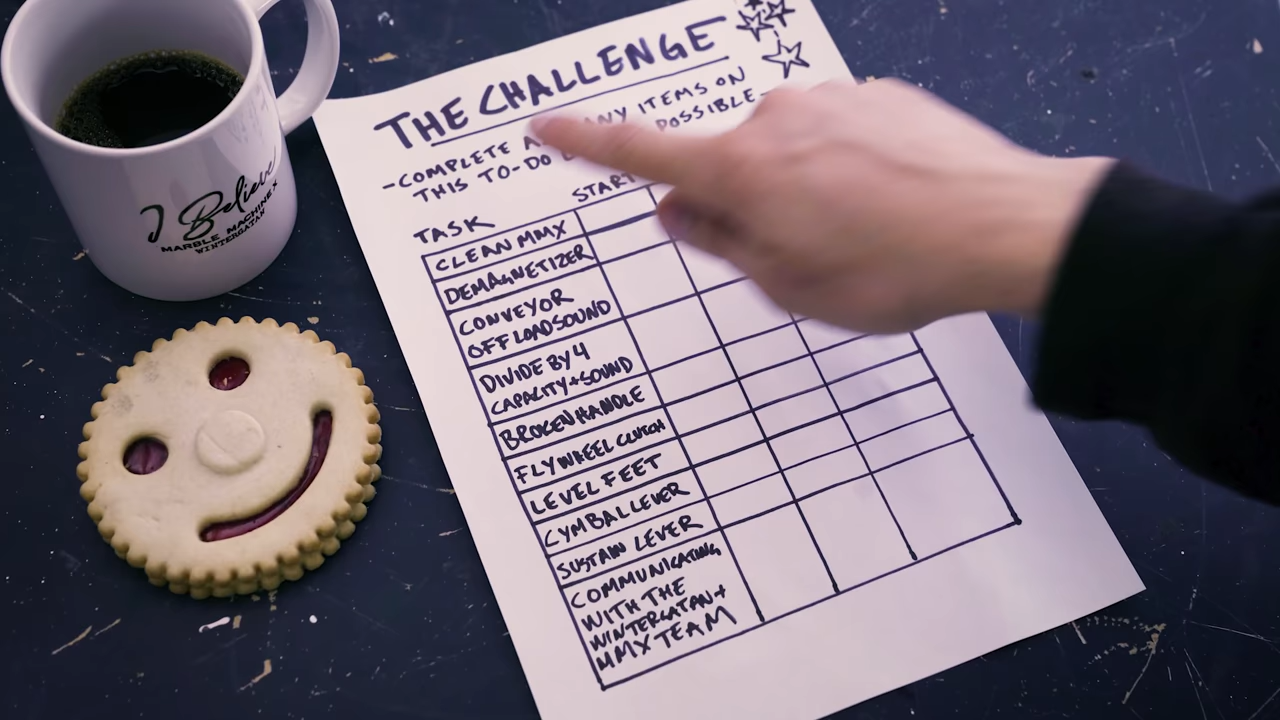 I Believe
MARBLE MACHINE X
WINTERGATAN
THE CHALLENGE
-COMPLETE ANY ITEMS ON
THIS TO-DO POSSIBLE-
TASK START
CLEAN MMX
DEMAGNETIZER
CONVEYOR
OFFLOAD SOUND
DIVIDE BY 4
CAPACITY+SOUND
BROKEN HANDLE
FLYWHEEL CLUTCH
LEVEL FEET
CYMBAL LEVER
SUSTAIN LEVER
COMMUNICATING
WITH THE
WINTERGATAN+
MMX TEAM